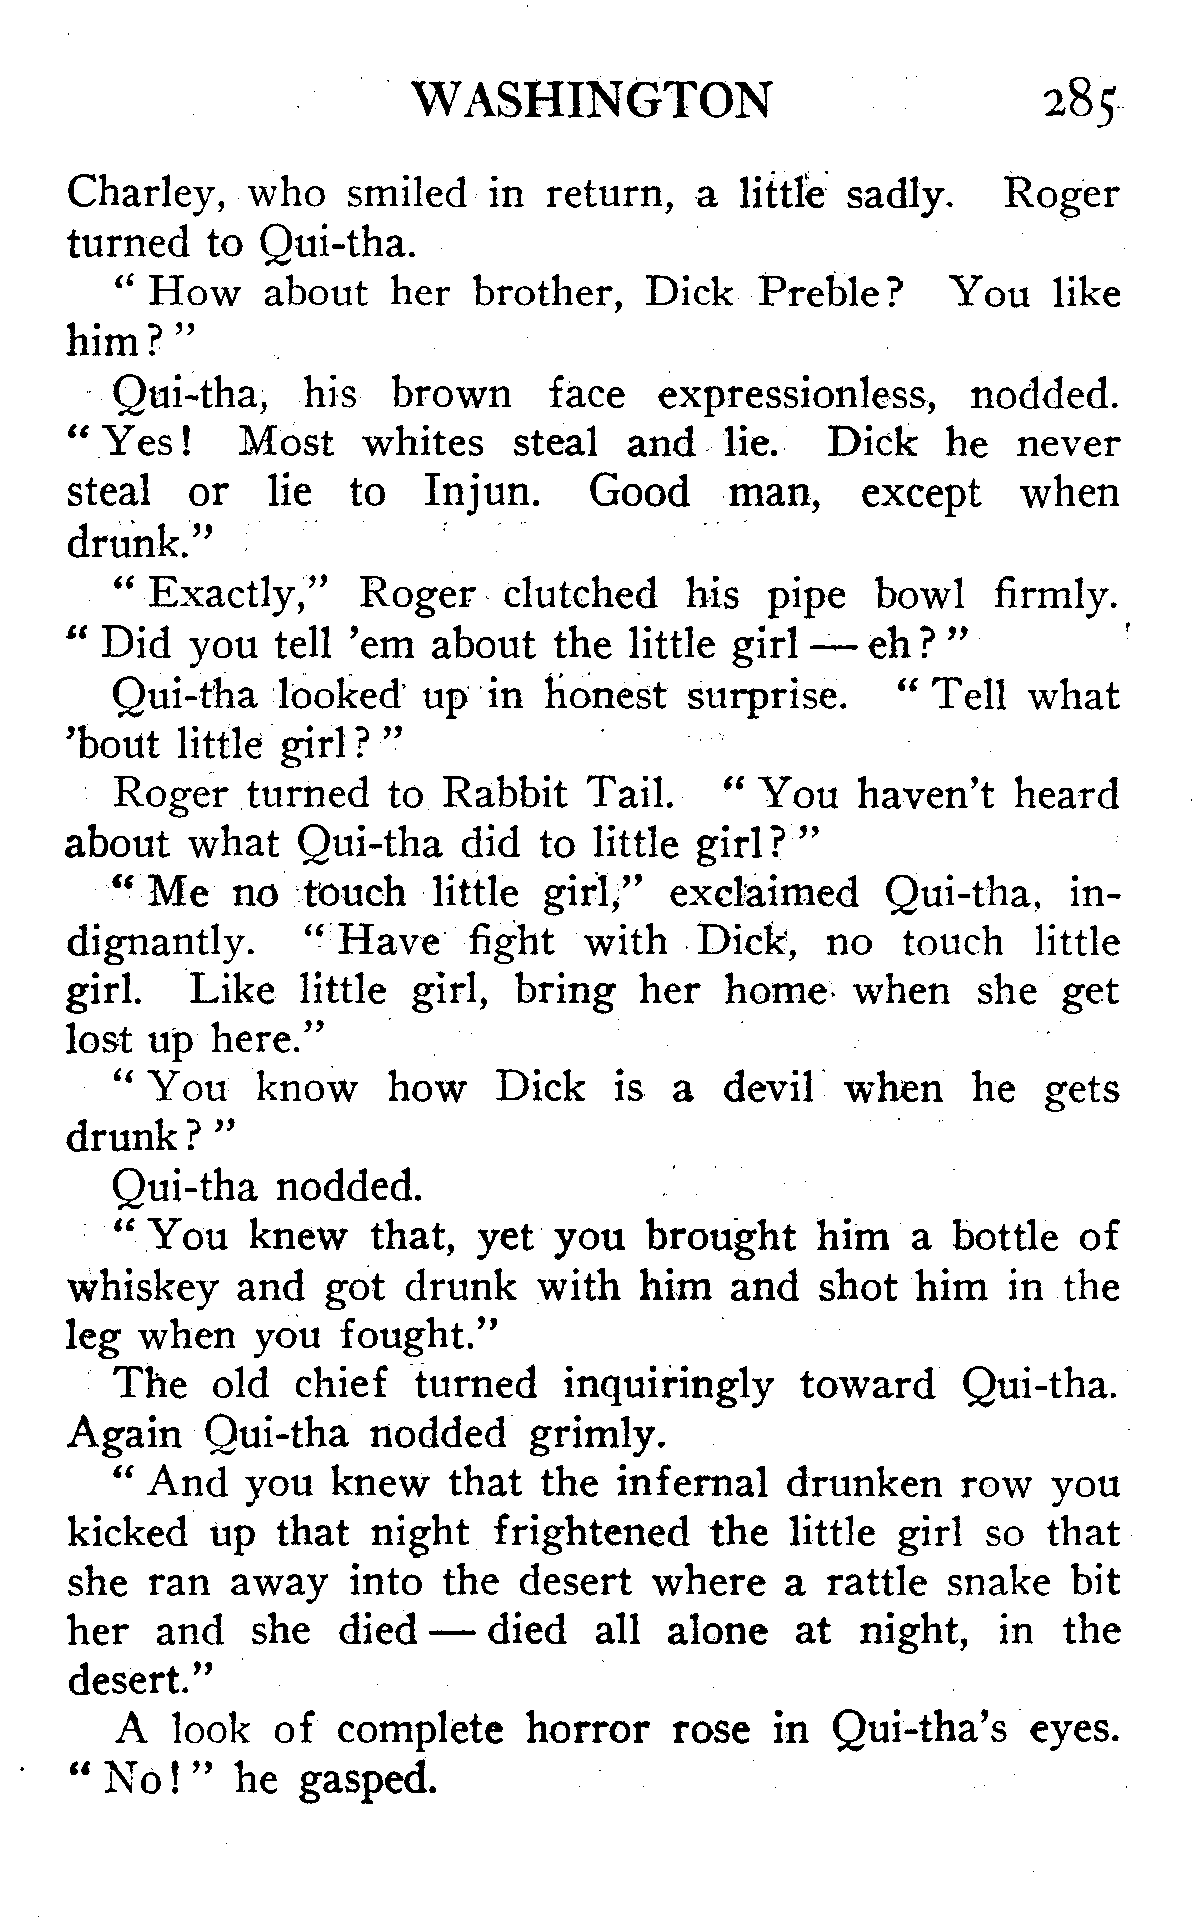 WASHINGTON 285
Charley, who smiled in return, a little sadly. Roger
turned to Qui-tha.
“ How about her brother, Dick Preble? You like
him? ”
Qui-tha, his brown face expressionless, nodded.
“ Yes! Most whites steal and lie. Dick he never
steal or lie to Injun. Good man, except when
drunk.”
“ Exactly,” Roger clutched his pipe bowl firmly.
“ Did you tell ’em about the little girl — eh? ”
Qui-tha looked up in honest surprise. “ Tell what
’bout little girl? ”
Roger turned to Rabbit Tail. “ You haven’t heard
about what Qui-tha did to little girl? ”
“ Me no touch little girl,” exclaimed Qui-tha, in-
dignantly. “ Have fight with Dick, no touch little
girl. Like little girl, bring her home when she get
lost up here.”
“ You know how Dick is a devil when he gets
drunk? ”
Qui-tha nodded.
“ You knew that, yet you brought him a bottle of
whiskey and got drunk with him and shot him in the
leg when you fought.”
The old chief turned inquiringly toward Qui-tha.
Again Qui-tha nodded grimly.
“ And you knew that the infernal drunken row you
kicked up that night frightened the little girl so that
she ran away into the desert where a rattle snake bit
her and she died — died all alone at night, in the
desert.”
A look of complete horror rose in Qui-tha’s eyes.
“ No! ” he gasped.